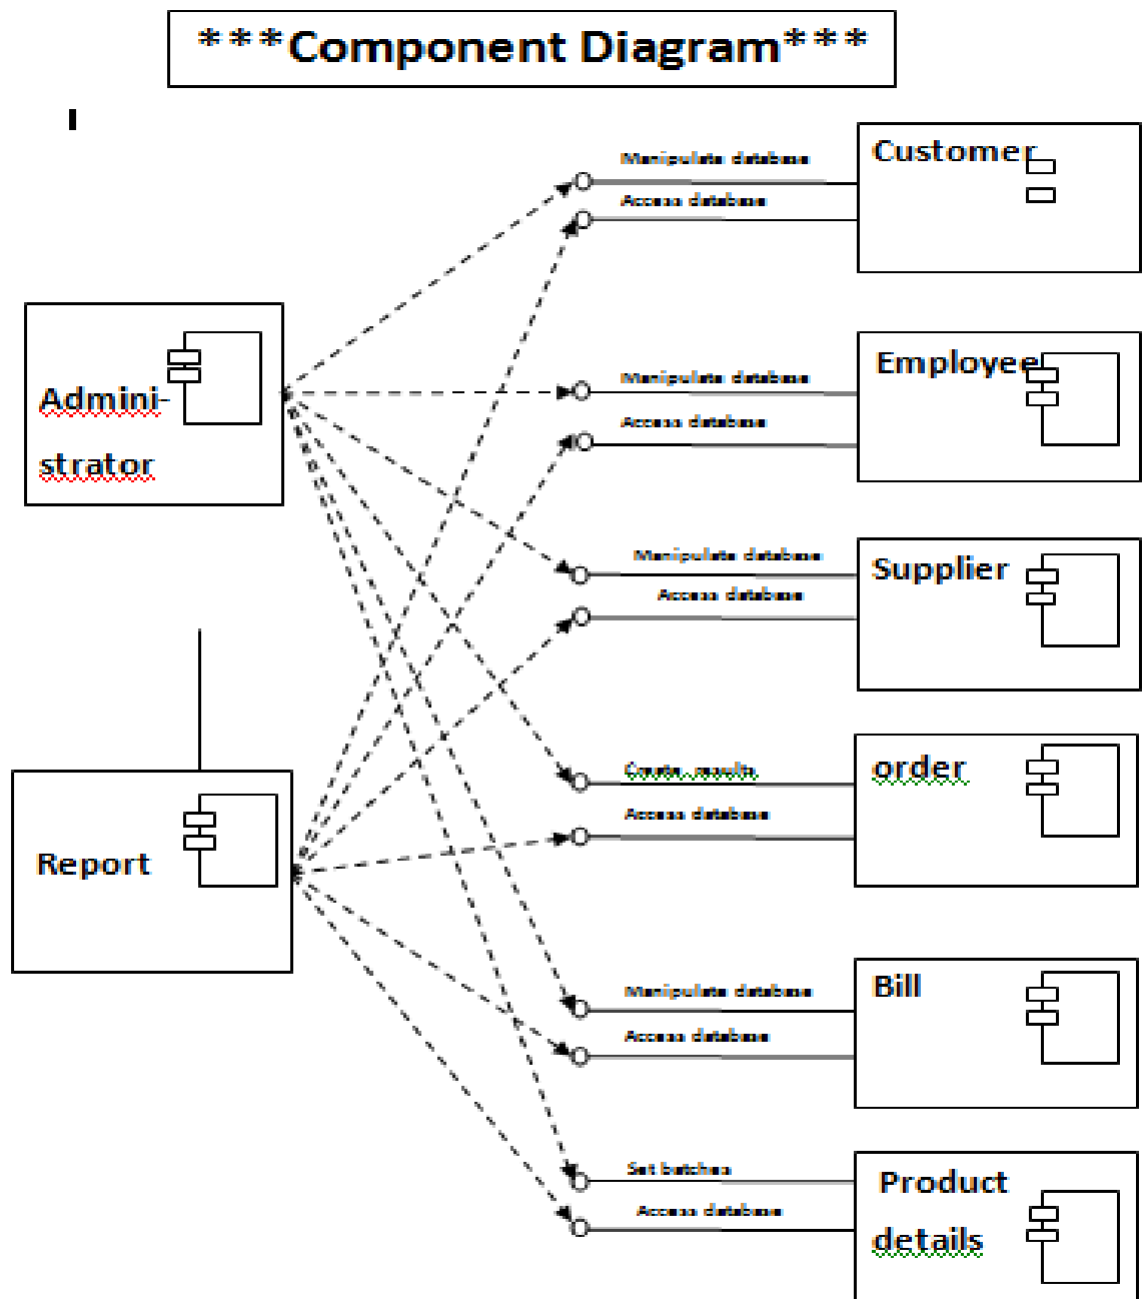 ***Component Diagram***
Manipulate database
Customer
Access database
Manipulate database
Employee
Access database
Admini-
strator
Manipulate database
Supplier
Access database
Create results
order
Access database
Report
Manipulate database
Bill
Access database
Set batches
Product
details
Access database